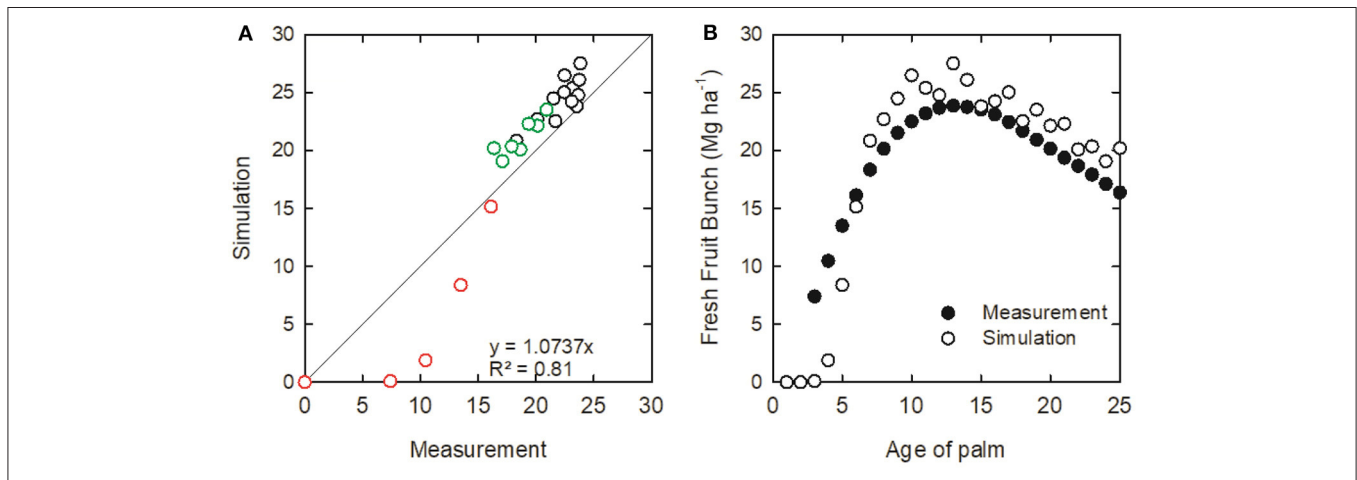 A
30
25
20
15
10
5
0
Simulation
y = 1.0737x
R² = 0.81
0 5 10 15 20 25 30
Measurement
B
30
25
20
15
10
5
0
Fresh Fruit Bunch (Mg ha⁻¹)
Measurement
Simulation
0 5 10 15 20 25
Age of palm